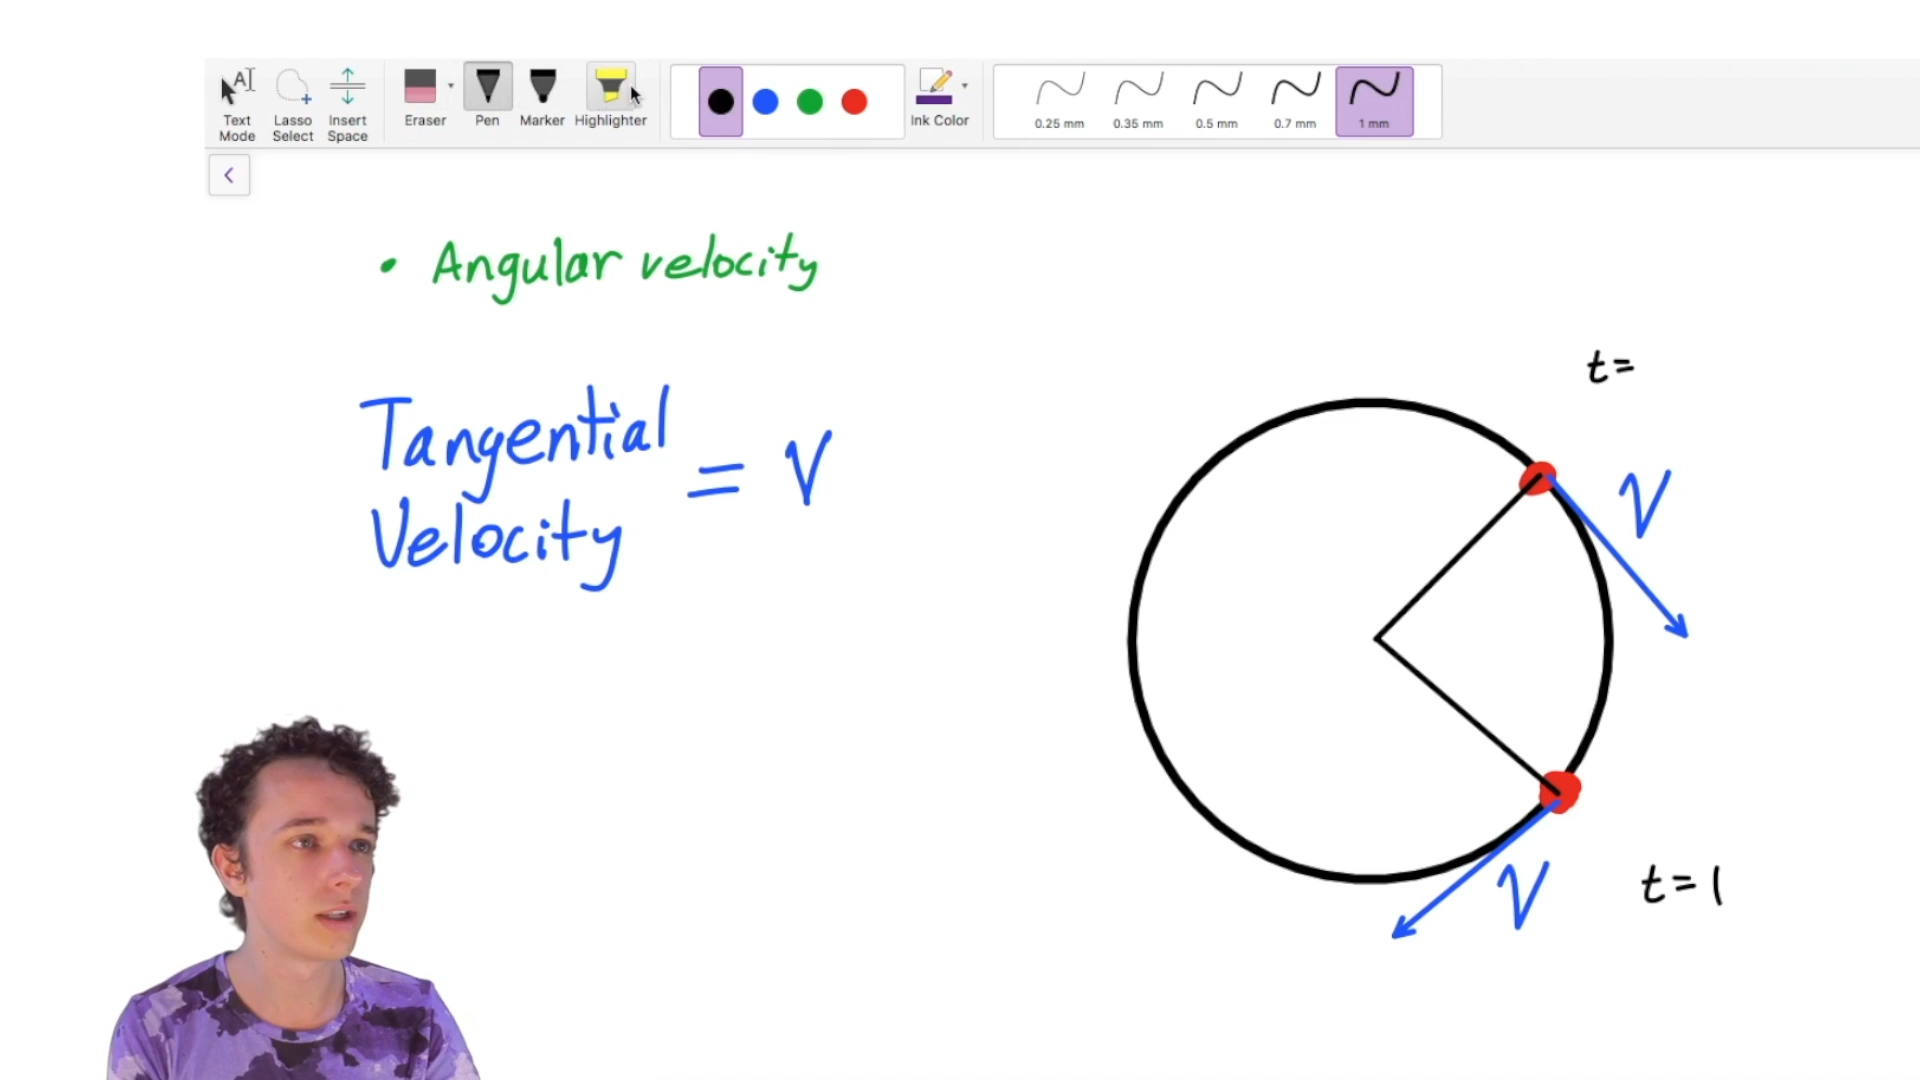 Text Mode
Lasso Select
Insert Space
Eraser
Pen
Marker
Highlighter
Ink Color
0.25 mm
0.35 mm
0.5 mm
0.7 mm
1 mm
• Angular velocity
t=
Tangential
Velocity
= V
V
V
t=1